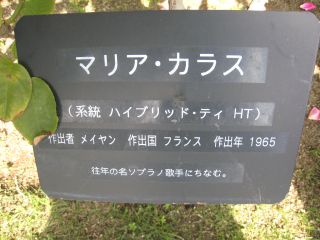 マリア・カラス
(系統 ハイブリッド・ティ HT)
作出者 メイヤン 作出国 フランス 作出年 1965
往年の名ソプラノ歌手にちなむ。